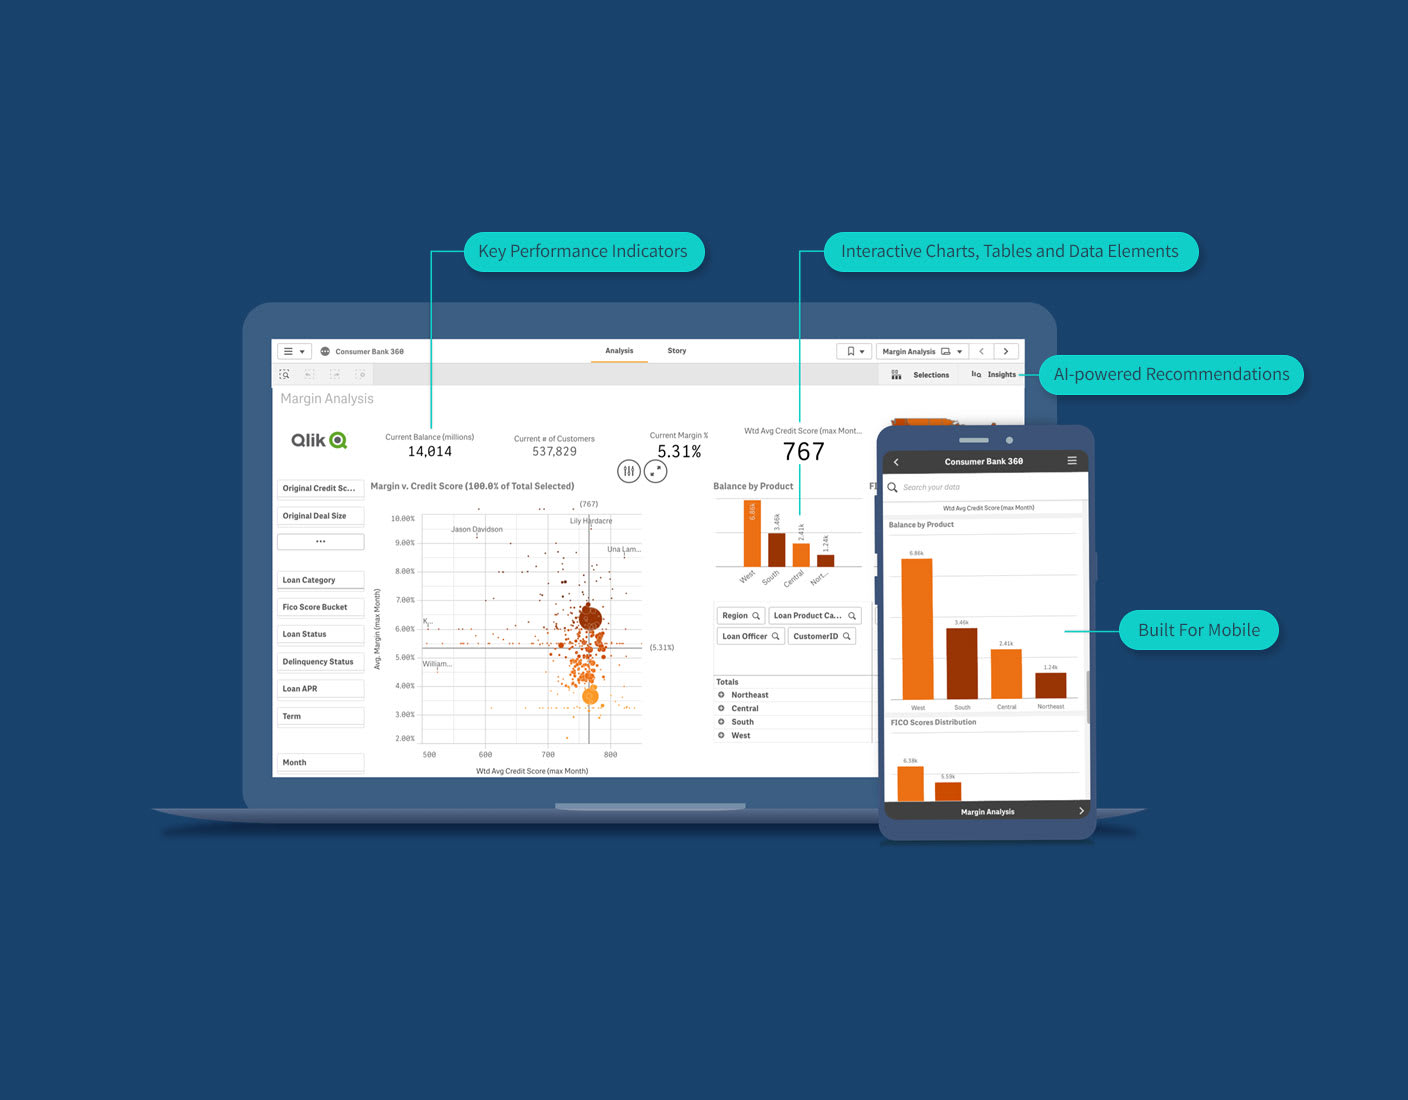 Key Performance Indicators
Interactive Charts, Tables and Data Elements
AI-powered Recommendations
Built For Mobile
Consumer Bank 360
Analysis
Story
Margin Analysis
Selections
Insights
Margin Analysis
Qlik
Current Balance (millions)
14,014
Current # of Customers
537,829
Current Margin %
5.31%
Wtd Avg Credit Score (max Mont...
767
Original Credit Sc...
Original Deal Size
...
Loan Category
Fico Score Bucket
Loan Status
Delinquency Status
Loan APR
Term
Month
Margin v. Credit Score (100.0% of Total Selected)
(767)
10.00%
9.00%
8.00%
7.00%
6.00%
5.00%
4.00%
3.00%
2.00%
Avg. Margin (max Month)
Jason Davidson
Lily Hardacre
Una Lam...
K...
William...
(5.31%)
500
600
700
800
Wtd Avg Credit Score (max Month)
Balance by Product
6.86k
3.46k
2.41k
1.24k
West
South
Central
Nort...
Region
Loan Product Ca...
Loan Officer
CustomerID
Totals
Northeast
Central
South
West
Consumer Bank 360
Search your data
Wtd Avg Credit Score (max Month)
Balance by Product
6.86k
3.46k
2.41k
1.24k
West
South
Central
Northeast
FICO Scores Distribution
6.38k
5.59k
Margin Analysis